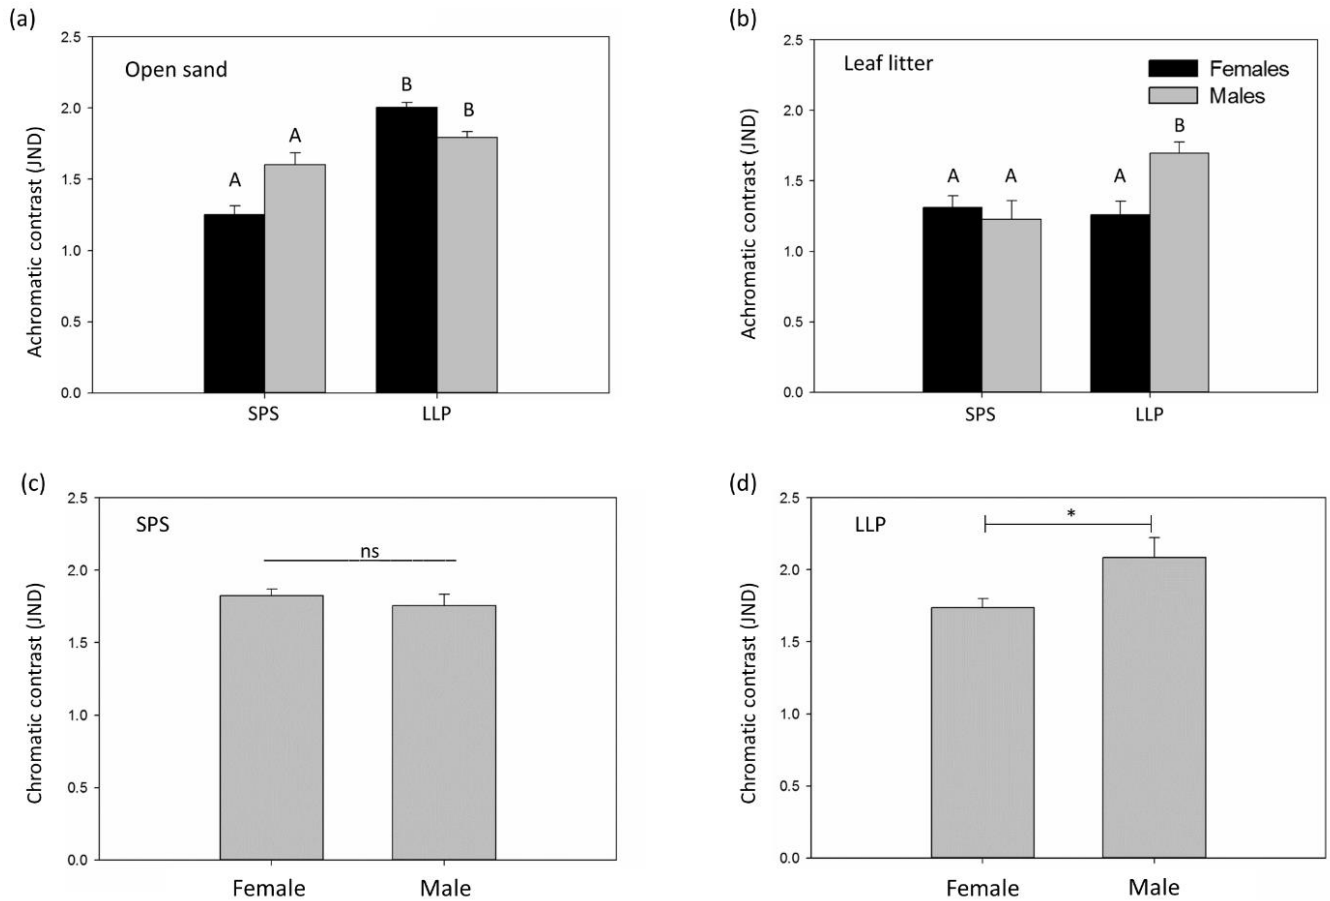 (a)
Open sand
Achromatic contrast (JND)
2.5
2.0
1.5
1.0
0.5
0.0
A
A
B
B
SPS
LLP
(b)
Leaf litter
Females
Males
Achromatic contrast (JND)
2.5
2.0
1.5
1.0
0.5
0.0
A
A
A
B
SPS
LLP
(c)
SPS
Chromatic contrast (JND)
2.5
2.0
1.5
1.0
0.5
0.0
ns
Female
Male
(d)
LLP
Chromatic contrast (JND)
2.5
2.0
1.5
1.0
0.5
0.0
*
Female
Male